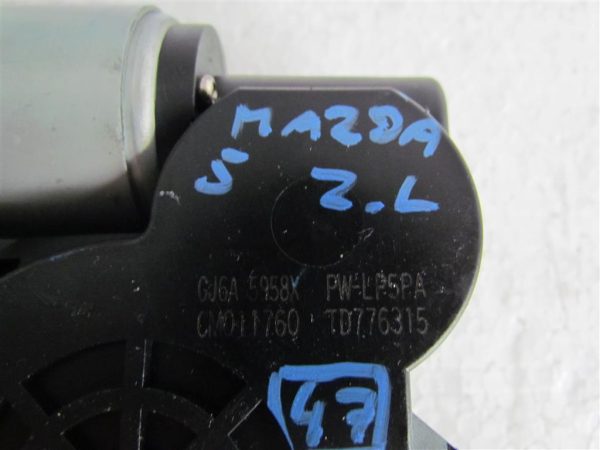 MAZDA
5 Z.L
GJ6A 5958X PW-LP5PA
CM011760 TD776315
47